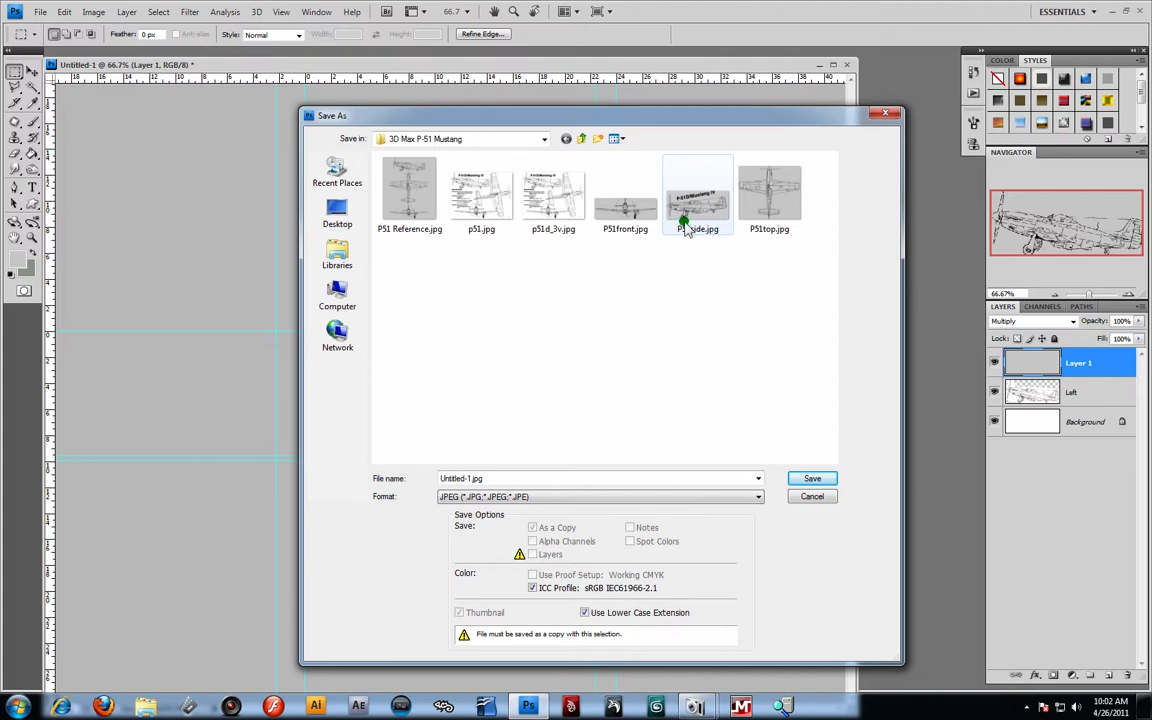 File Edit Image Layer Select Filter Analysis 3D View Window Help Br 66.7 ESSENTIALS
Feather: 0 px Anti-alias Style: Normal Width: Height: Refine Edge...
Untitled-1 @ 66.7% (Layer 1, RGB/8) *
COLOR STYLES
Save As
Save in: 3D Max P-51 Mustang
Recent Places
Desktop
Libraries
Computer
Network
P51 Reference.jpg p51.jpg p51d_3v.jpg P51front.jpg P51top.jpg
NAVIGATOR
66.67%
LAYERS CHANNELS PATHS
Multiply Opacity: 100%
Lock: Fill: 100%
Layer 1
Left
Background
File name: Untitled-1.jpg Save
Format: JPEG (*.JPG;*.JPEG;*.JPE) Cancel
Save Options
Save: As a Copy Notes
Alpha Channels Spot Colors
Layers
Color: Use Proof Setup: Working CMYK
ICC Profile: sRGB IEC61966-2.1
Thumbnail Use Lower Case Extension
File must be saved as a copy with this selection.
Ai AE Ps
10:02 AM
4/26/2011